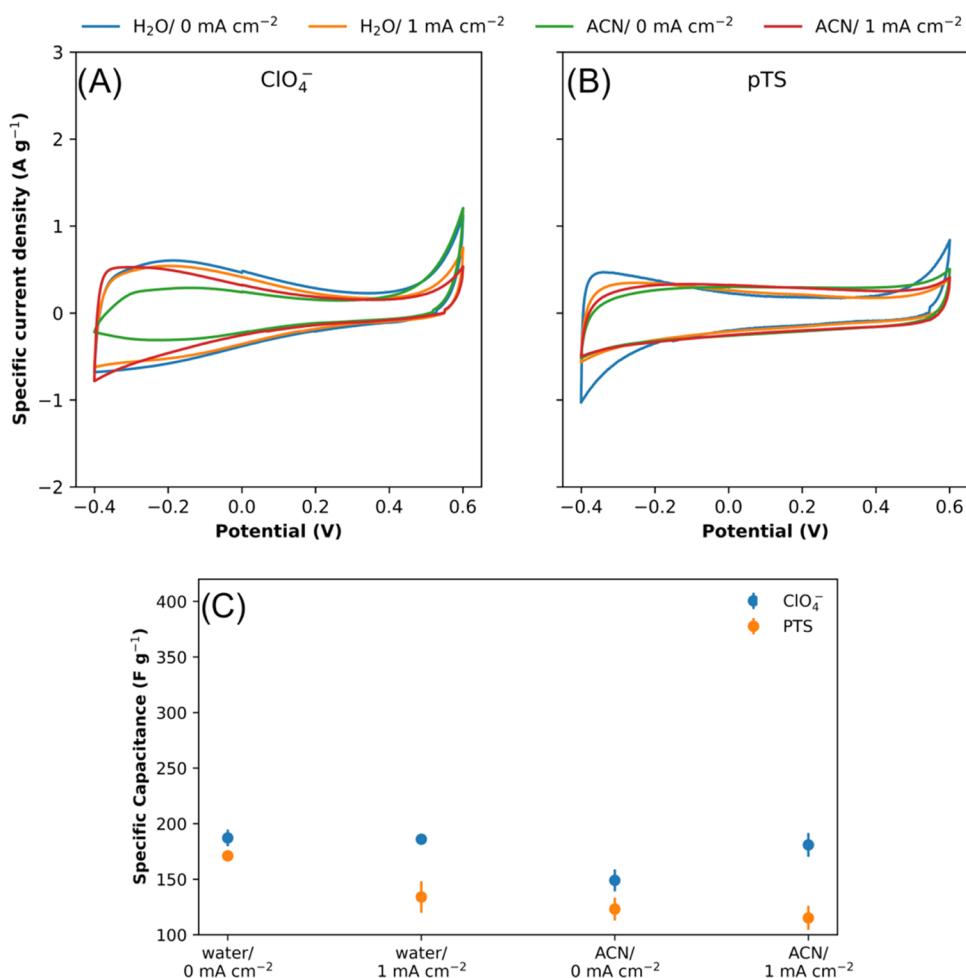 H₂O/ 0 mA cm⁻² H₂O/ 1 mA cm⁻² ACN/ 0 mA cm⁻² ACN/ 1 mA cm⁻²
(A) ClO₄⁻
(B) pTS
Specific current density (A g⁻¹)
3
2
1
0
−1
−2
−0.4 −0.2 0.0 0.2 0.4 0.6
Potential (V)
−0.4 −0.2 0.0 0.2 0.4 0.6
Potential (V)
(C)
ClO₄⁻
PTS
Specific Capacitance (F g⁻¹)
400
350
300
250
200
150
100
water/
0 mA cm⁻²
water/
1 mA cm⁻²
ACN/
0 mA cm⁻²
ACN/
1 mA cm⁻²